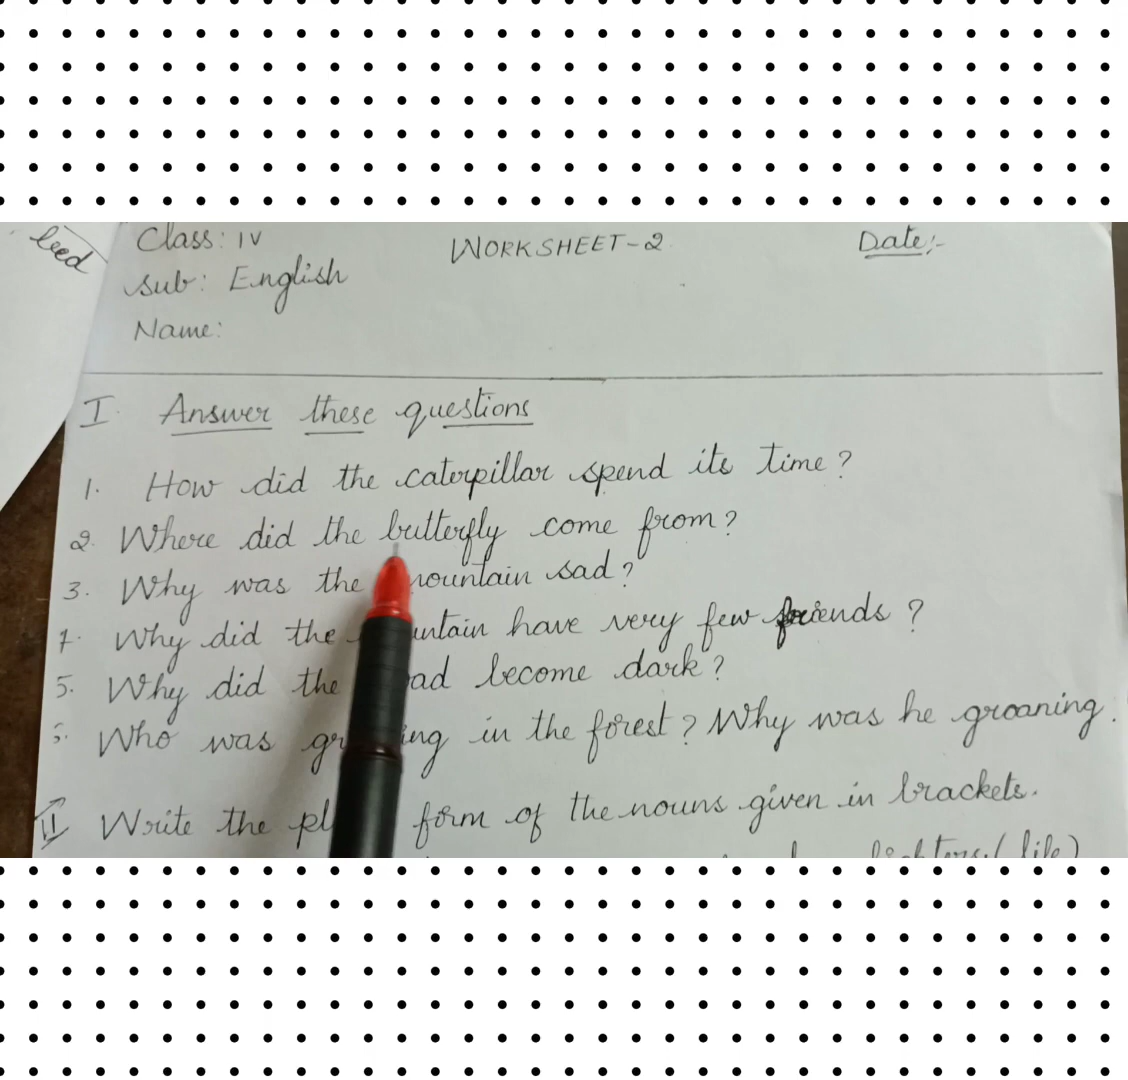 leed
Class: IV WORKSHEET-2 Date:-
Sub: English
Name:
I. Answer these questions
1. How did the caterpillar spend its time?
2. Where did the butterfly come from?
3. Why was the mountain sad?
Why did the have very few friends?
5. Why did the become dark?
Who was in the forest? Why was he groaning.
II Write the form of the nouns given in brackets.
(life)